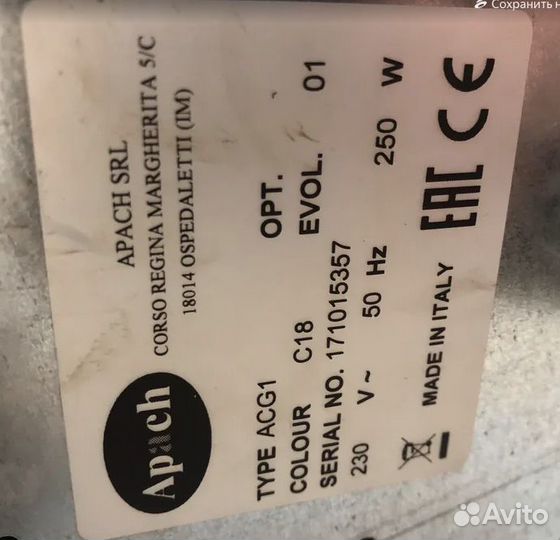 Сохранить н
Apach
APACH SRL
CORSO REGINA MARGHERITA 5/C
18014 OSPEDALETTI (IM)
TYPE ACG1 OPT.
COLOUR C18 EVOL. 01
SERIAL NO. 171015357
230 V~ 50 Hz 250 W
MADE IN ITALY EAC CE
Avito